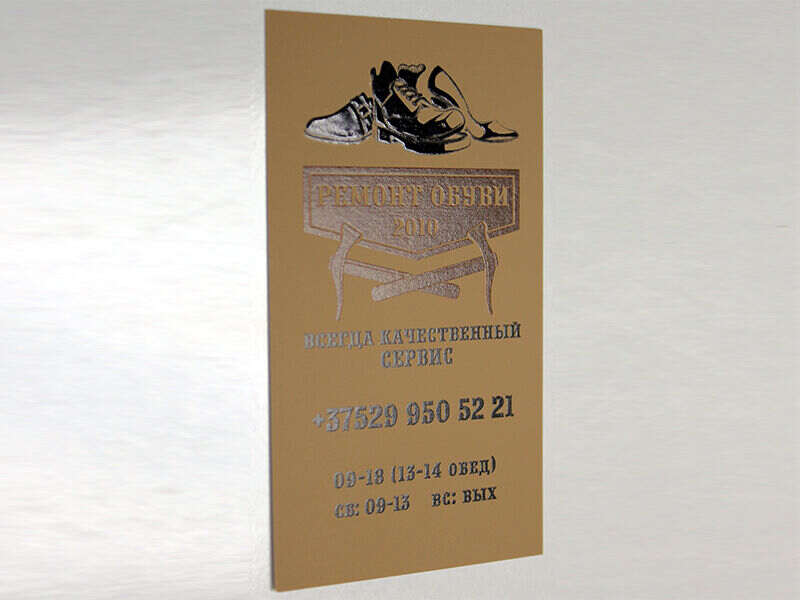 РЕМОНТ ОБУВИ
2010
ВСЕГДА КАЧЕСТВЕННЫЙ
СЕРВИС
+37529 950 52 21
09-18 (13-14 ОБЕД)
СБ: 09-13 ВС: ВЫХ